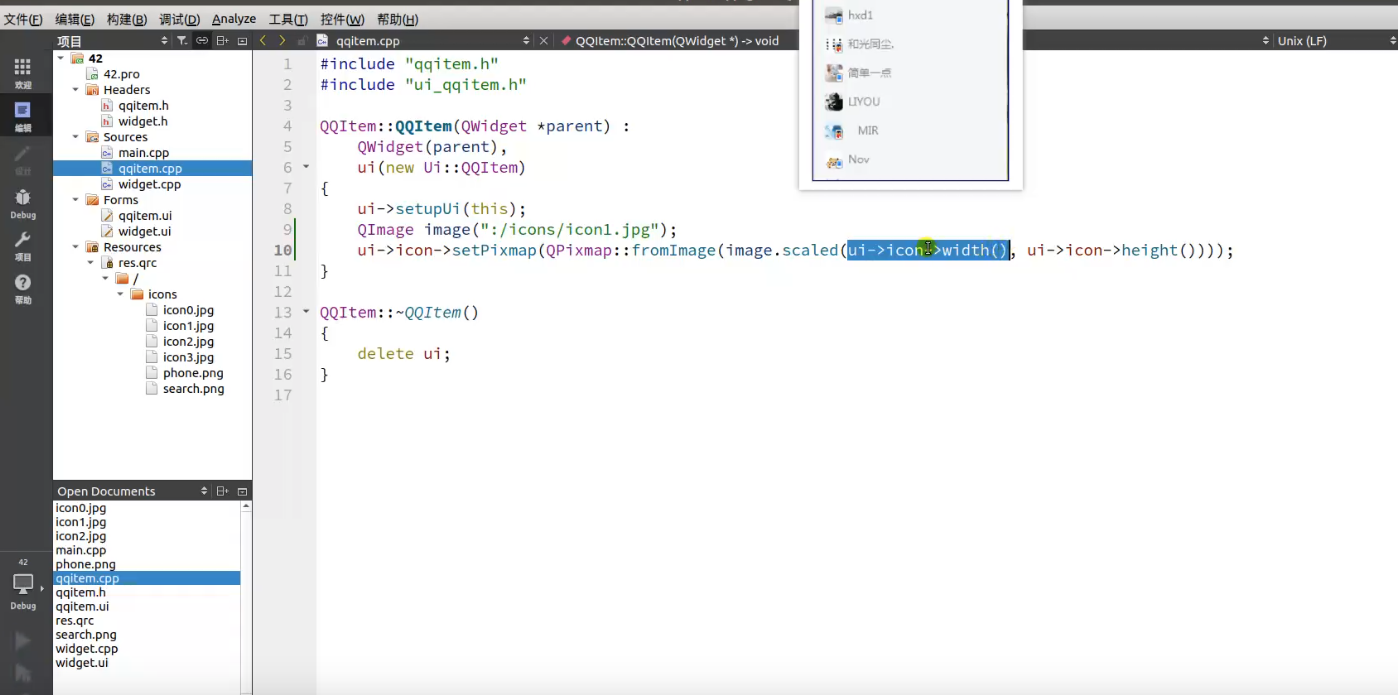 文件(F) 编辑(E) 构建(B) 调试(D) Analyze 工具(T) 控件(W) 帮助(H)
项目
qqitem.cpp
QQItem::QQItem(QWidget *) -> void
Unix (LF)
欢迎
编辑
Debug
项目
帮助
42
Debug
42
42.pro
Headers
qqitem.h
widget.h
Sources
main.cpp
qqitem.cpp
widget.cpp
Forms
qqitem.ui
widget.ui
Resources
res.qrc
/
icons
icon0.jpg
icon1.jpg
icon2.jpg
icon3.jpg
phone.png
search.png
Open Documents
icon0.jpg
icon1.jpg
icon2.jpg
main.cpp
phone.png
qqitem.cpp
qqitem.h
qqitem.ui
res.qrc
search.png
widget.cpp
widget.ui
1 #include "qqitem.h"
2 #include "ui_qqitem.h"
3
4 QQItem::QQItem(QWidget *parent) :
5 QWidget(parent),
6 ui(new Ui::QQItem)
7 {
8 ui->setupUi(this);
9 QImage image(":/icons/icon1.jpg");
10 ui->icon->setPixmap(QPixmap::fromImage(image.scaled(ui->icon->width(), ui->icon->height())));
11 }
12
13 QQItem::~QQItem()
14 {
15 delete ui;
16 }
17
hxd1
和光同尘.
简单一点
LIYOU
MIR
Nov